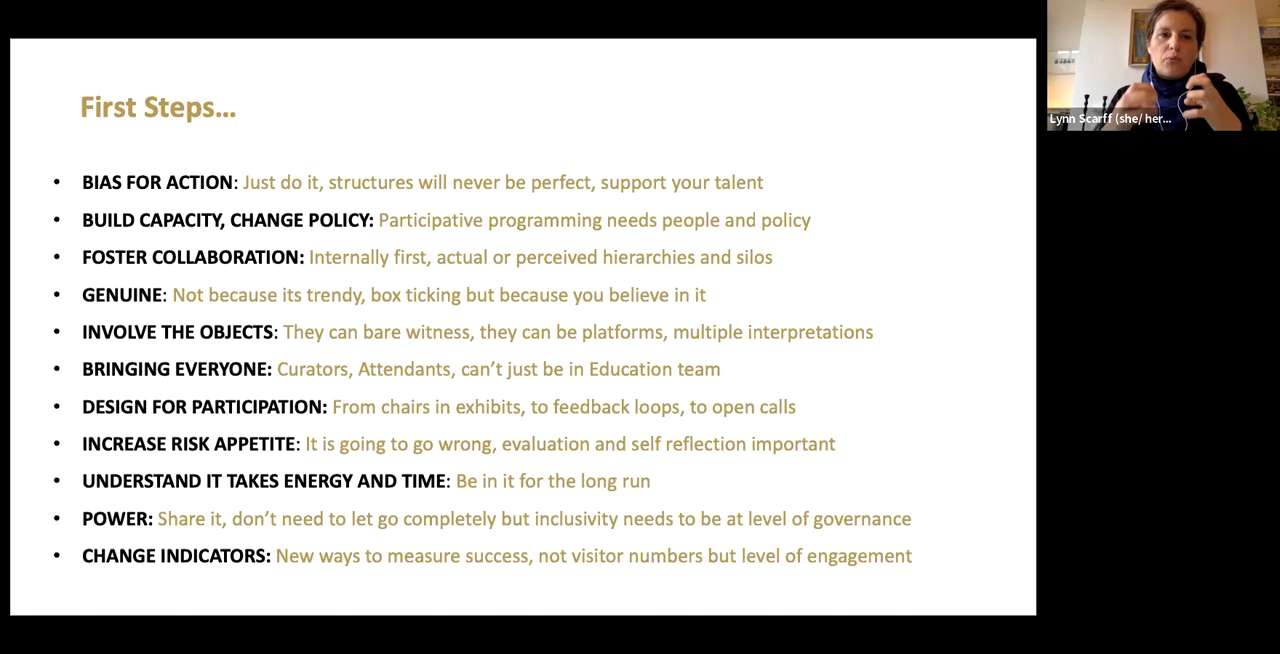 First Steps...
• BIAS FOR ACTION: Just do it, structures will never be perfect, support your talent
• BUILD CAPACITY, CHANGE POLICY: Participative programming needs people and policy
• FOSTER COLLABORATION: Internally first, actual or perceived hierarchies and silos
• GENUINE: Not because its trendy, box ticking but because you believe in it
• INVOLVE THE OBJECTS: They can bare witness, they can be platforms, multiple interpretations
• BRINGING EVERYONE: Curators, Attendants, can’t just be in Education team
• DESIGN FOR PARTICIPATION: From chairs in exhibits, to feedback loops, to open calls
• INCREASE RISK APPETITE: It is going to go wrong, evaluation and self reflection important
• UNDERSTAND IT TAKES ENERGY AND TIME: Be in it for the long run
• POWER: Share it, don’t need to let go completely but inclusivity needs to be at level of governance
• CHANGE INDICATORS: New ways to measure success, not visitor numbers but level of engagement
Lynn Scarff (she/ her...